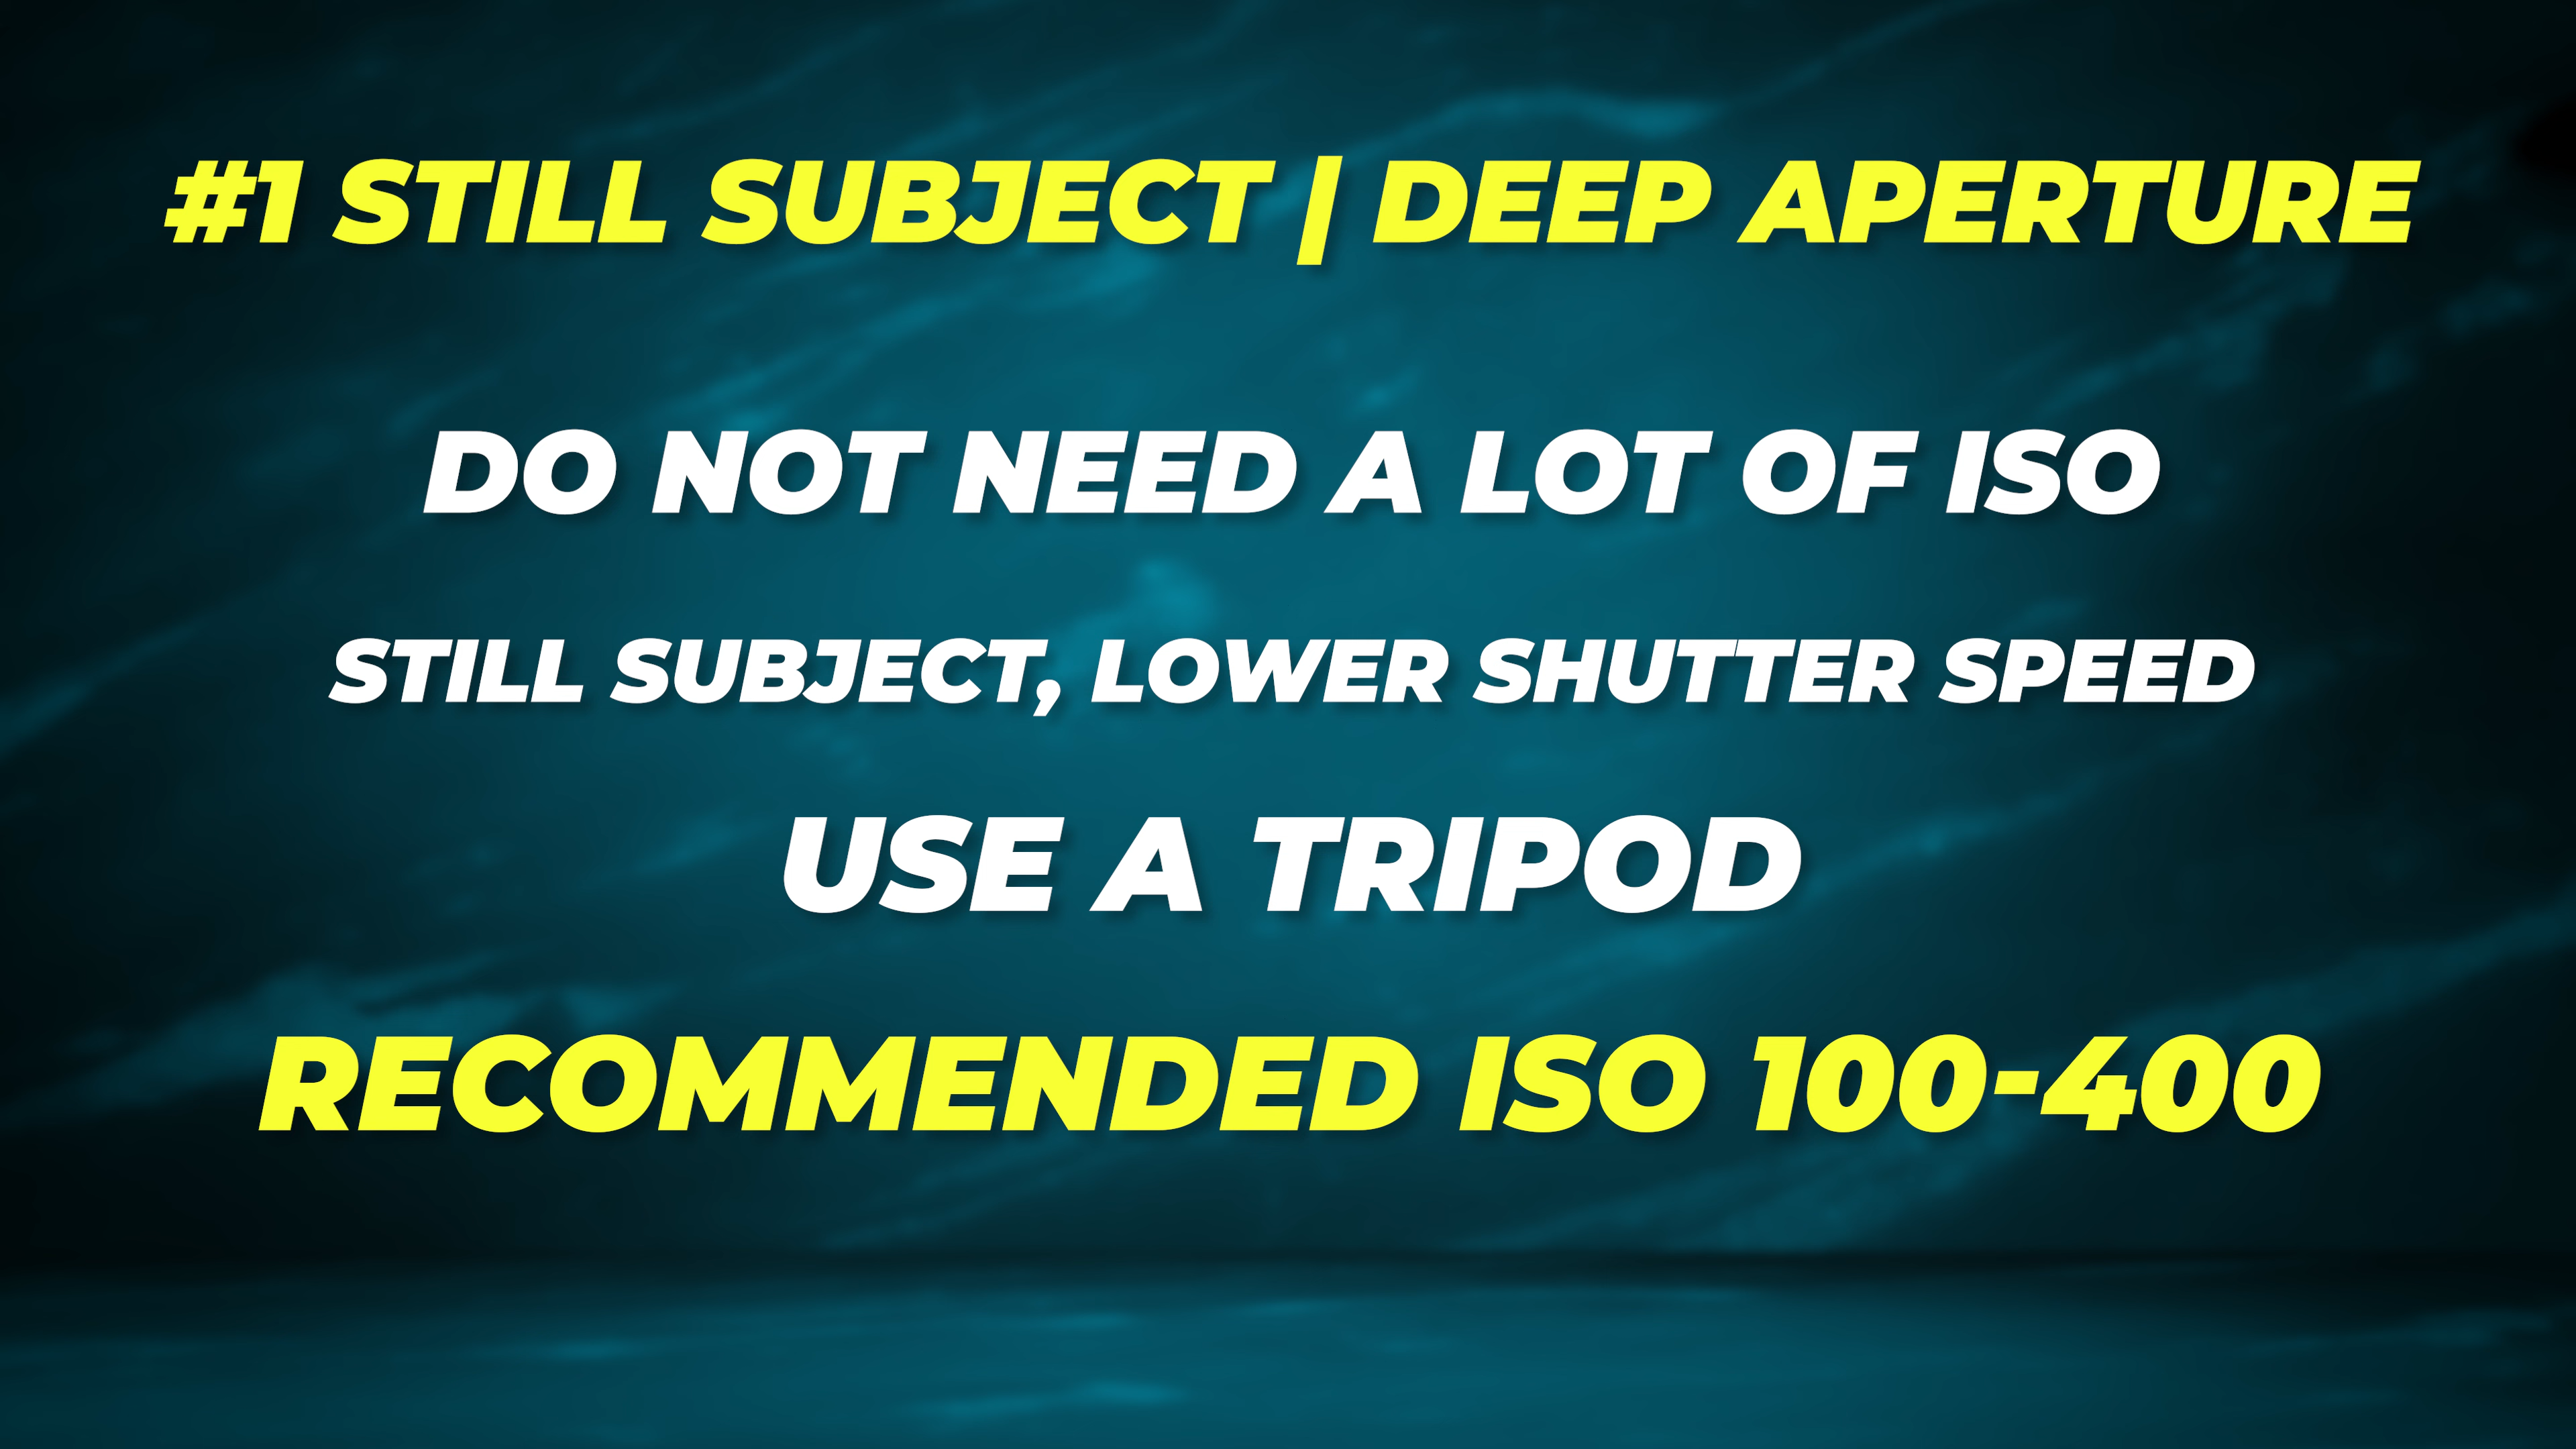 #1 STILL SUBJECT | DEEP APERTURE
DO NOT NEED A LOT OF ISO
STILL SUBJECT, LOWER SHUTTER SPEED
USE A TRIPOD
RECOMMENDED ISO 100-400